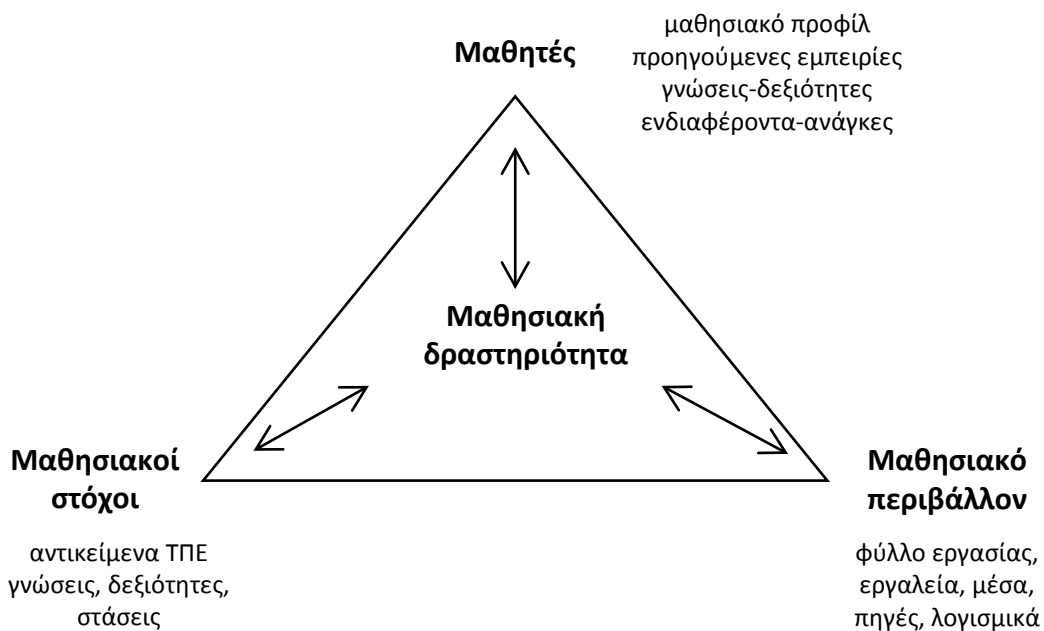 Μαθητές
μαθησιακό προφίλ
προηγούμενες εμπειρίες
γνώσεις-δεξιότητες
ενδιαφέροντα-ανάγκες
Μαθησιακή
δραστηριότητα
Μαθησιακοί
στόχοι
αντικείμενα ΤΠΕ
γνώσεις, δεξιότητες,
στάσεις
Μαθησιακό
περιβάλλον
φύλλο εργασίας,
εργαλεία, μέσα,
πηγές, λογισμικά